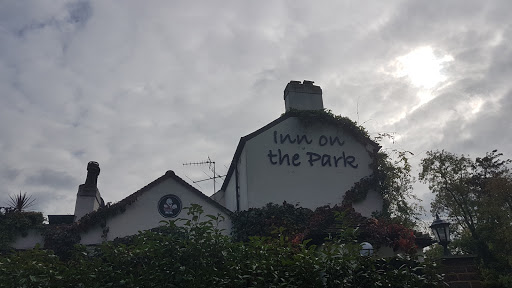 Inn on
the Park